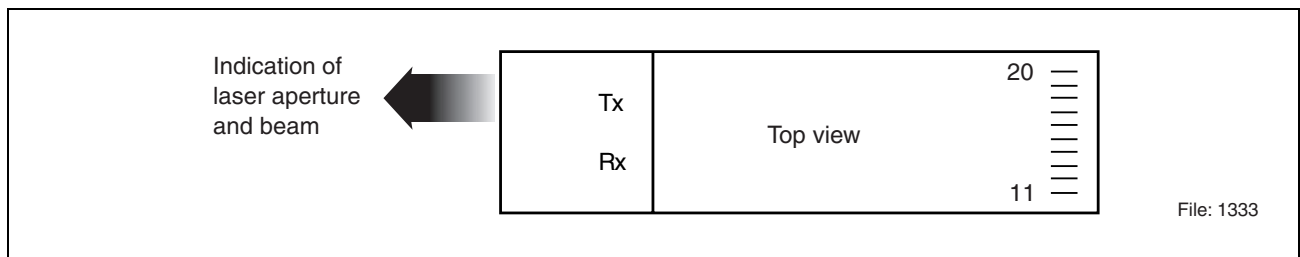 Indication of
laser aperture
and beam
Tx
Rx
Top view
20
11
File: 1333